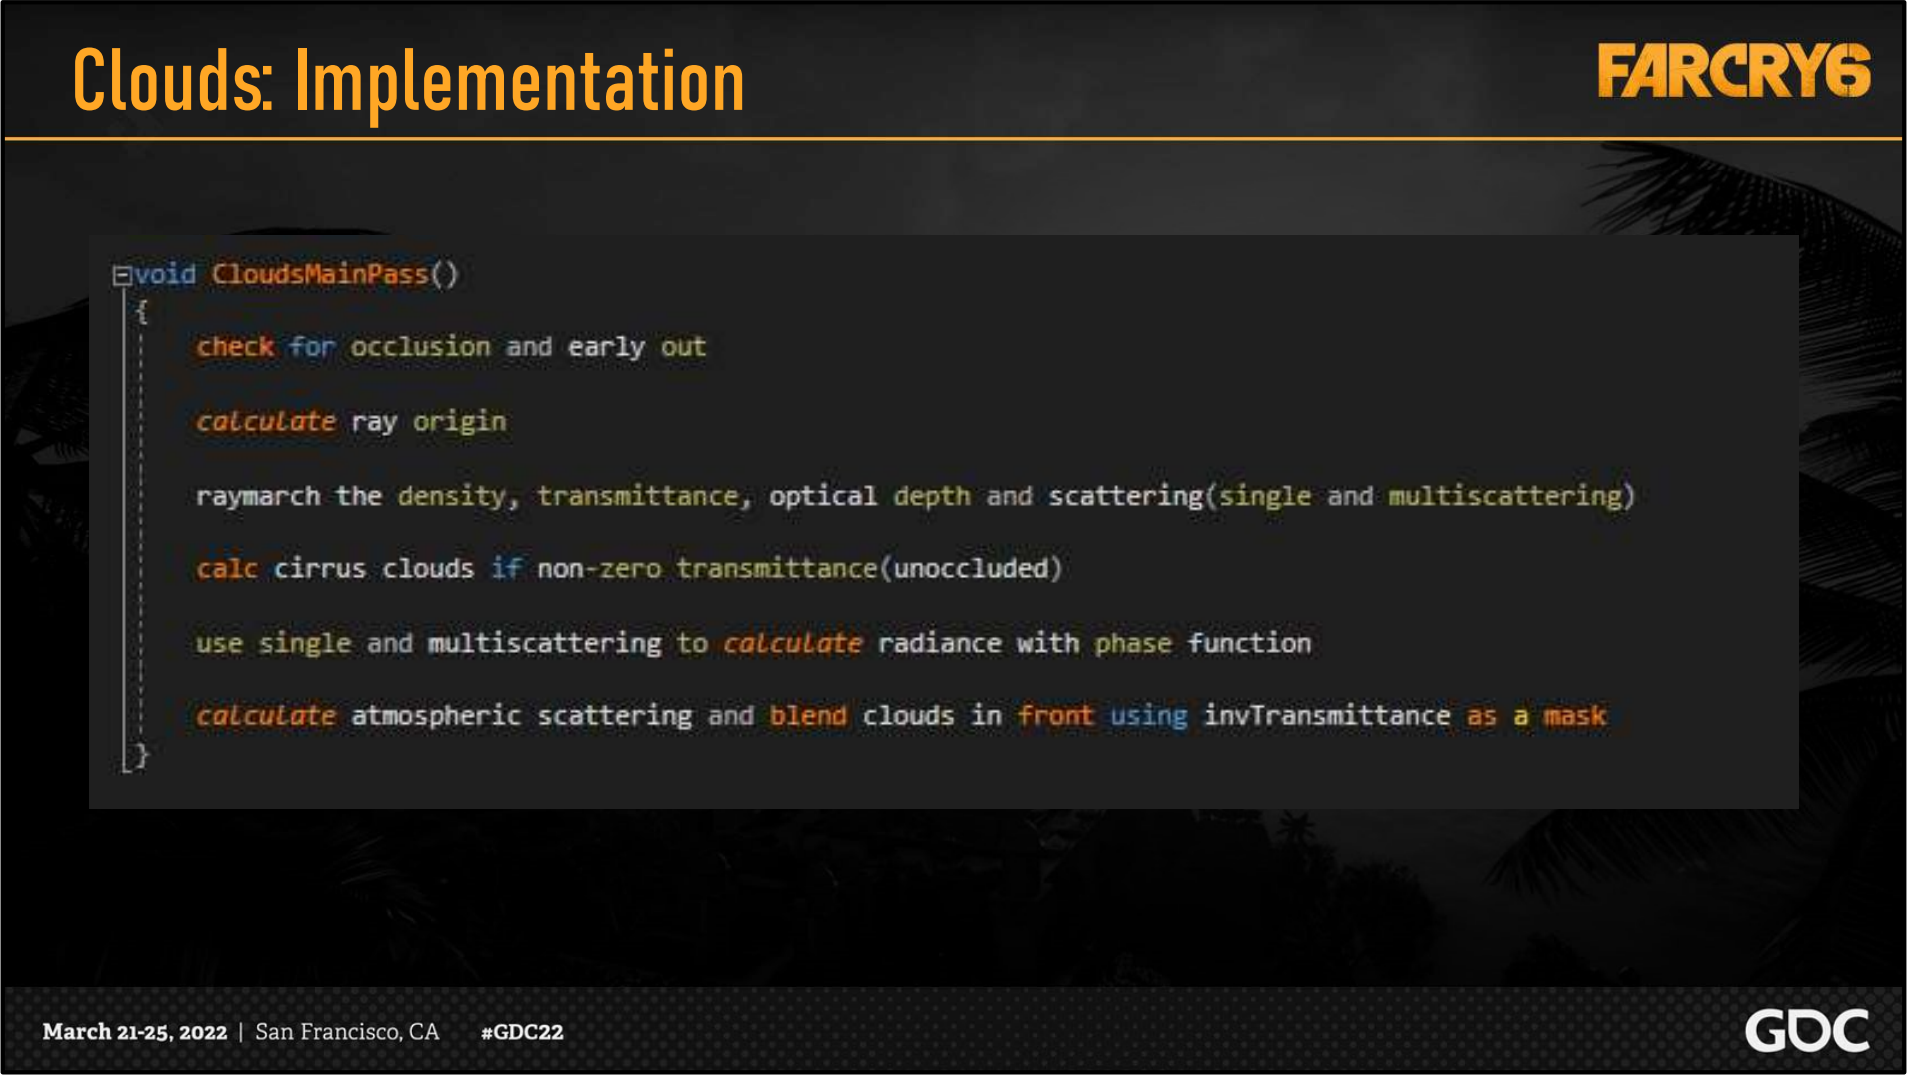 Clouds: Implementation
FARCRY6
void CloudsMainPass()
{
check for occlusion and early out
calculate ray origin
raymarch the density, transmittance, optical depth and scattering(single and multiscattering)
calc cirrus clouds if non-zero transmittance(unoccluded)
use single and multiscattering to calculate radiance with phase function
calculate atmospheric scattering and blend clouds in front using invTransmittance as a mask
}
March 21-25, 2022 | San Francisco, CA #GDC22
GDC